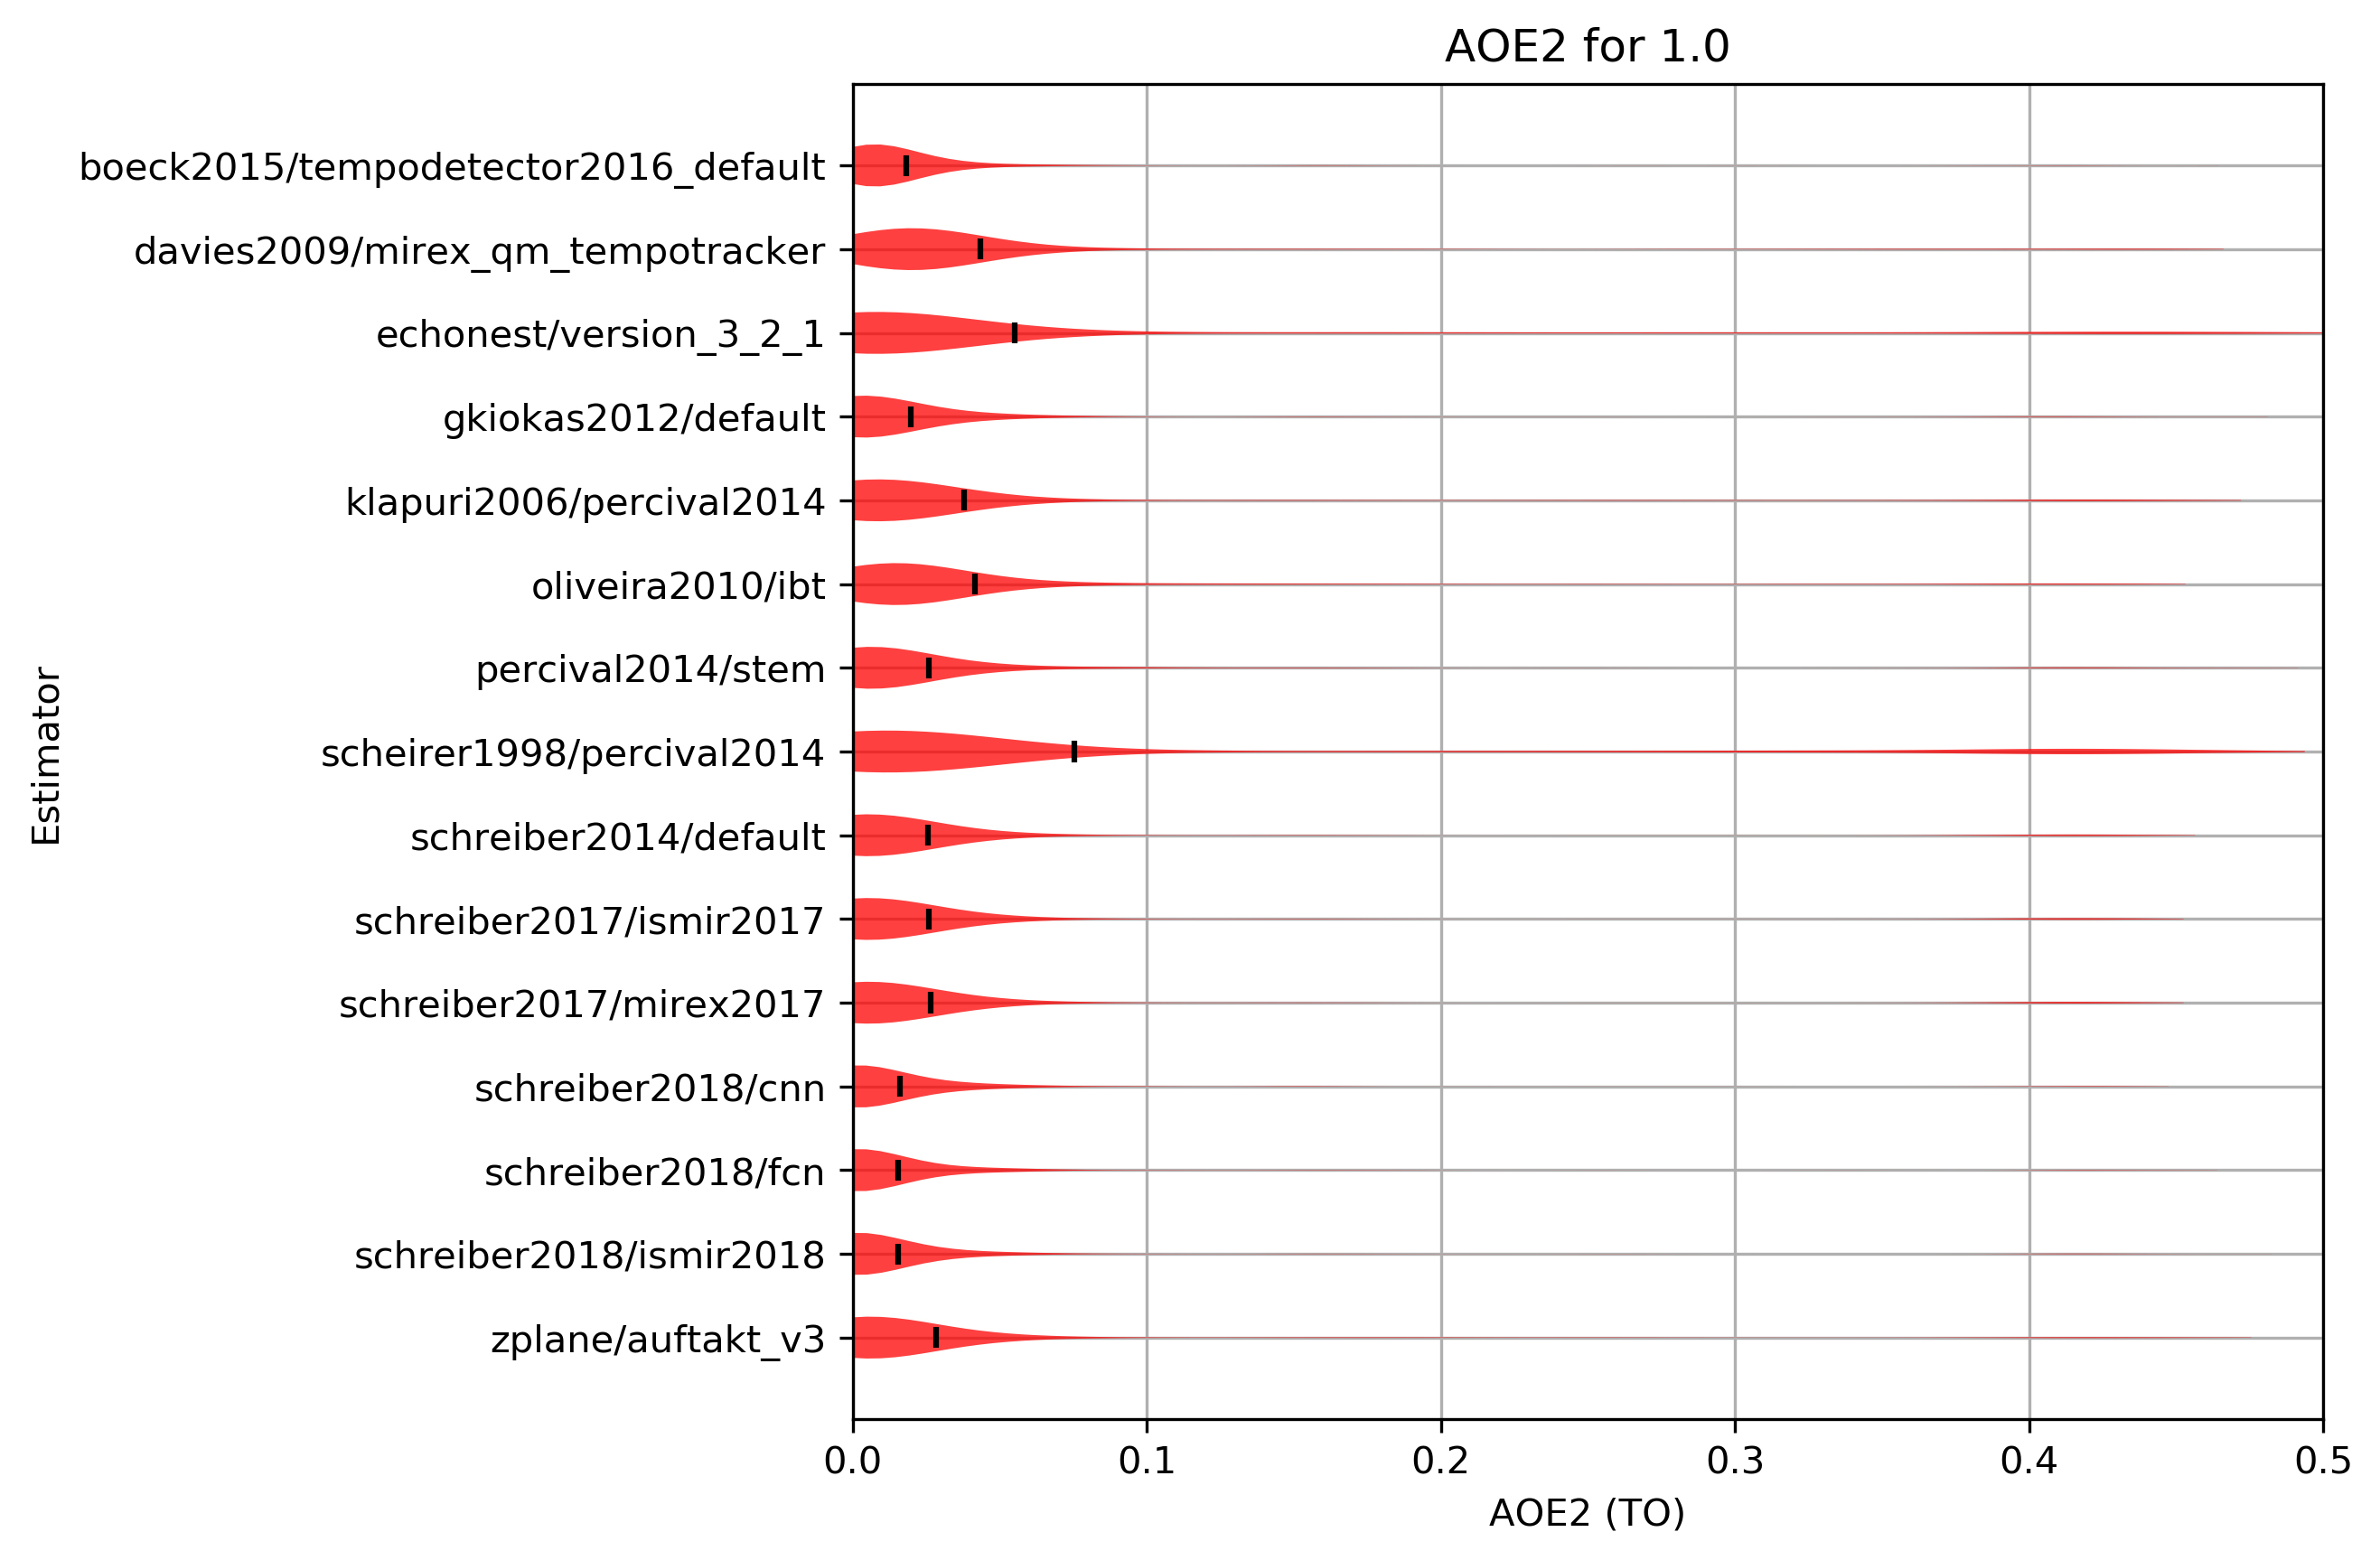 AOE2 for 1.0
boeck2015/tempodetector2016_default
davies2009/mirex_qm_tempotracker
echonest/version_3_2_1
gkiokas2012/default
klapuri2006/percival2014
oliveira2010/ibt
percival2014/stem
scheirer1998/percival2014
schreiber2014/default
schreiber2017/ismir2017
schreiber2017/mirex2017
schreiber2018/cnn
schreiber2018/fcn
schreiber2018/ismir2018
zplane/auftakt_v3
Estimator
0.0 0.1 0.2 0.3 0.4 0.5
AOE2 (TO)